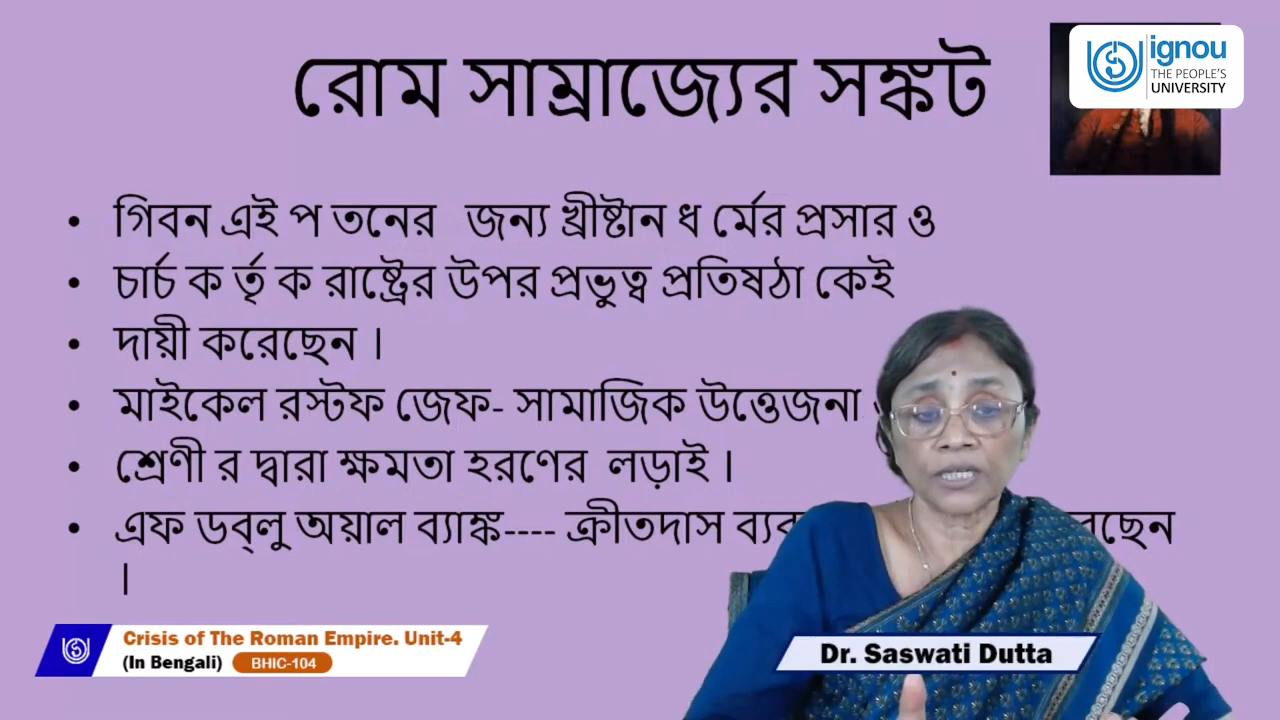 রোম সাম্রাজ্যের সঙ্কট
ignou
THE PEOPLE'S
UNIVERSITY
• গিবন এই প তনের জন্য খ্রীষ্টান ধ র্মের প্রসার ও
• চার্চ ক র্তৃ ক রাষ্ট্রের উপর প্রভুত্ব প্রতিষঠা কেই
• দায়ী করেছেন ।
• মাইকেল রস্টফ জেফ- সামাজিক উত্তেজনা
• শ্রেণী র দ্বারা ক্ষমতা হরণের লড়াই ।
• এফ ডব্লু অয়াল ব্যাঙ্ক---- ক্রীতদাস
।
Crisis of The Roman Empire. Unit-4
(In Bengali) BHIC-104
Dr. Saswati Dutta